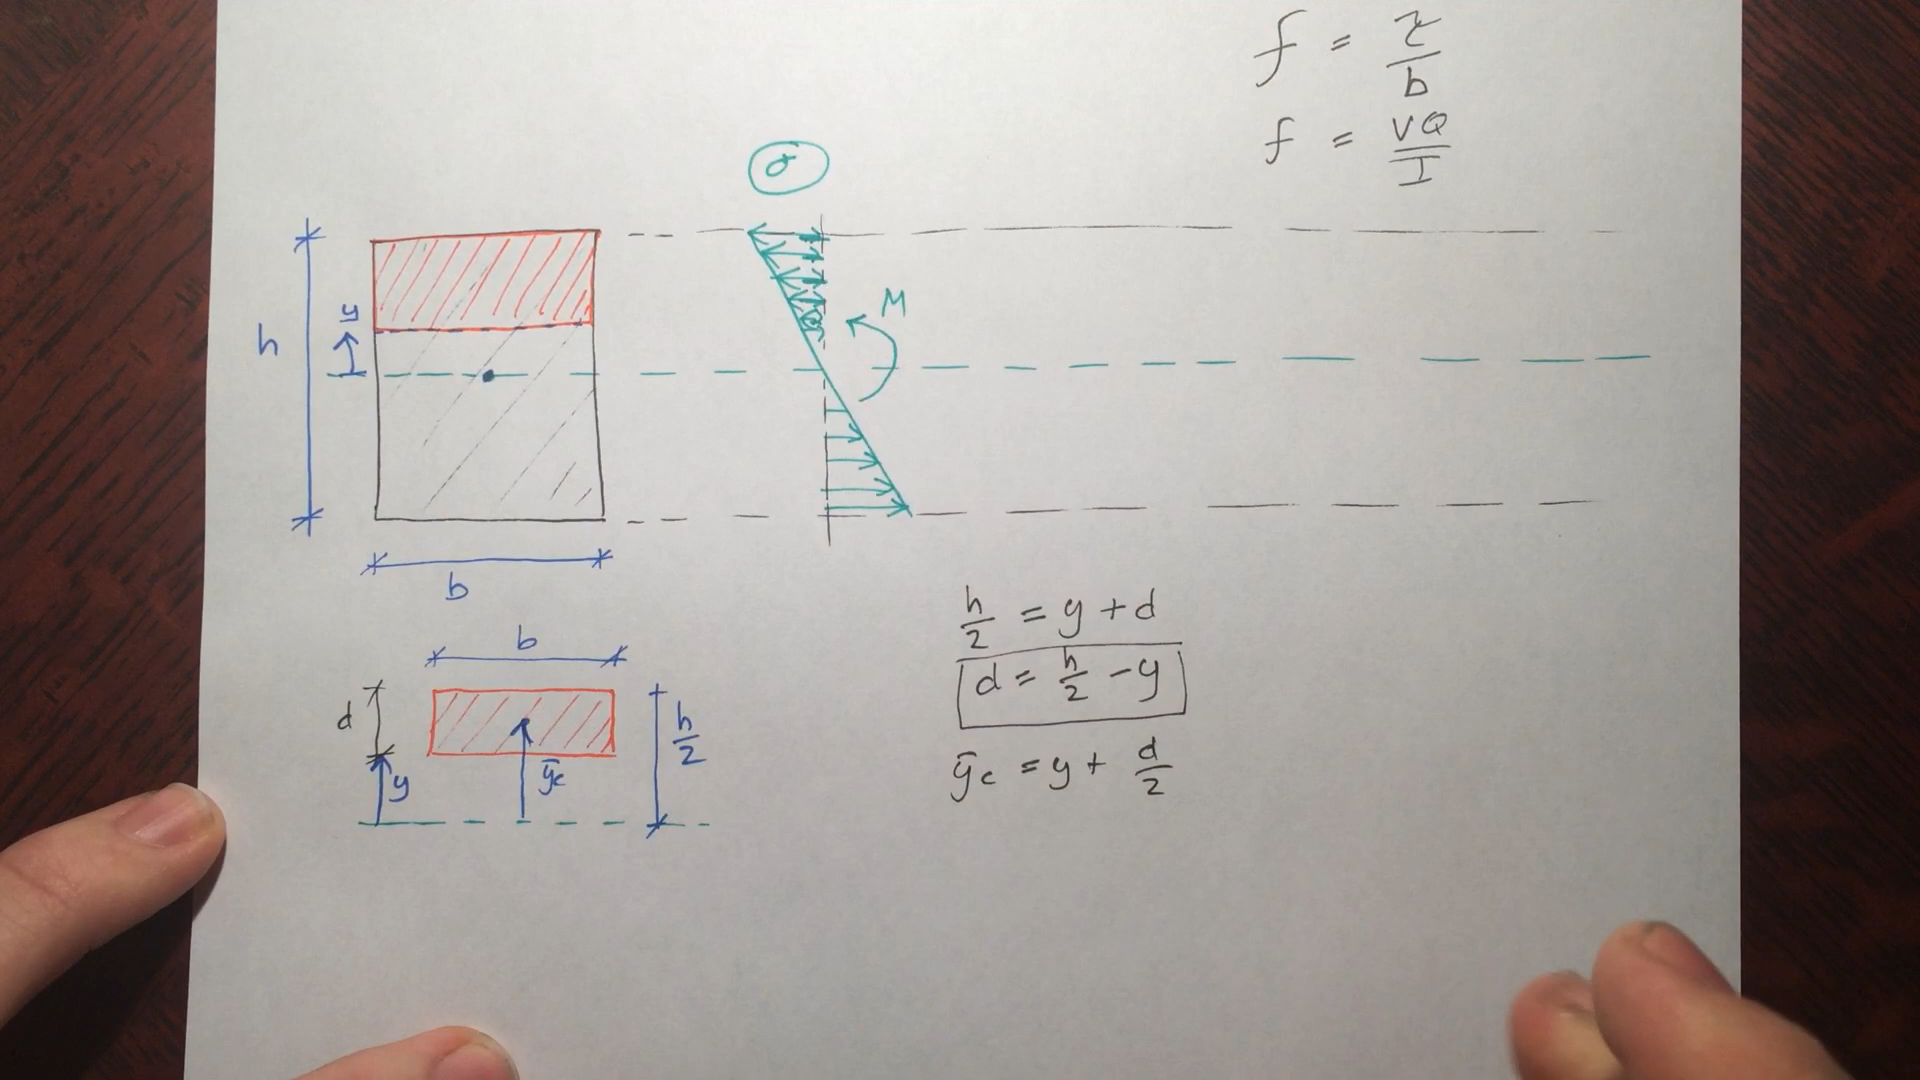 f = τ/b
f = VQ/I
σ
M
h
y
b
b
d
y
ȳc
h/2
h/2 = y + d
d = h/2 - y
ȳc = y + d/2